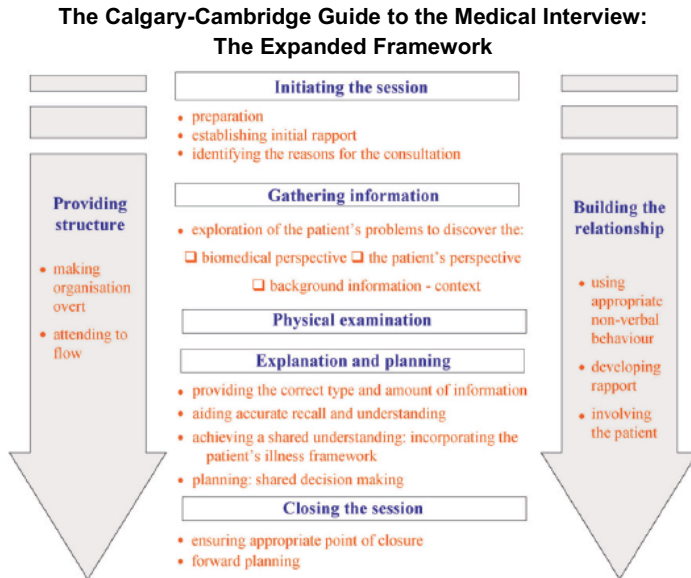 The Calgary-Cambridge Guide to the Medical Interview:
The Expanded Framework
Initiating the session
• preparation
• establishing initial rapport
• identifying the reasons for the consultation
Providing
structure
• making
organisation
overt
• attending to
flow
Gathering information
• exploration of the patient's problems to discover the:
❑ biomedical perspective ❑ the patient's perspective
❑ background information - context
Physical examination
Explanation and planning
• providing the correct type and amount of information
• aiding accurate recall and understanding
• achieving a shared understanding: incorporating the
patient's illness framework
• planning: shared decision making
Closing the session
• ensuring appropriate point of closure
• forward planning
Building the
relationship
• using
appropriate
non-verbal
behaviour
• developing
rapport
• involving
the patient